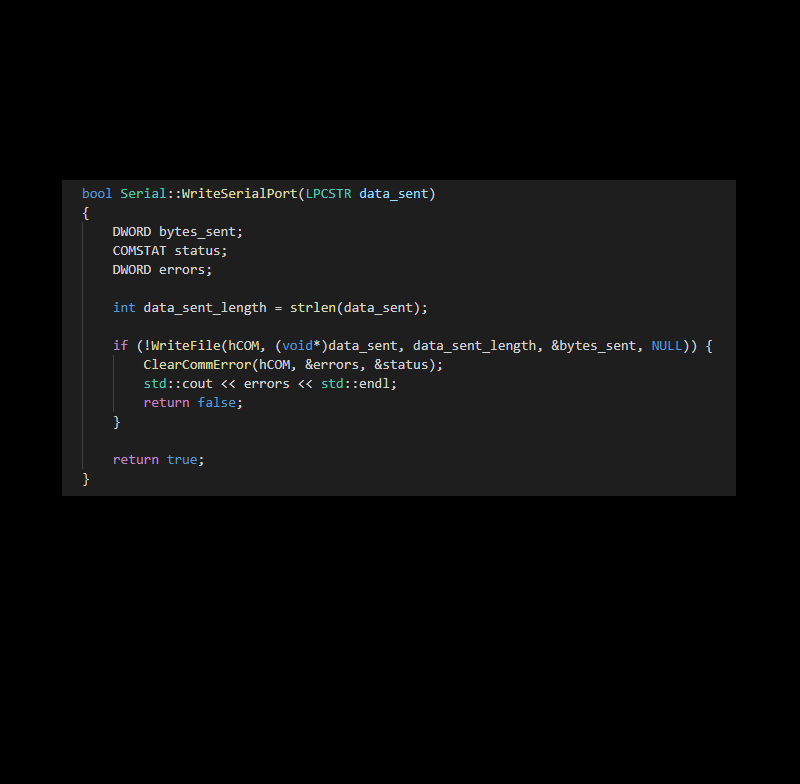 bool Serial::WriteSerialPort(LPCSTR data_sent)
{
    DWORD bytes_sent;
    COMSTAT status;
    DWORD errors;

    int data_sent_length = strlen(data_sent);

    if (!WriteFile(hCOM, (void*)data_sent, data_sent_length, &bytes_sent, NULL)) {
        ClearCommError(hCOM, &errors, &status);
        std::cout << errors << std::endl;
        return false;
    }

    return true;
}